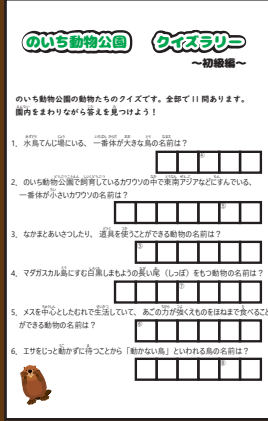 のいち動物公園 クイズラリー
～初級編～
のいち動物公園の動物たちのクイズです。全部で11問あります。
園内をまわりながら答えを見つけよう！
1、水鳥てんじ場にいる、一番体が大きな鳥の名前は？
2、のいち動物公園で飼育しているカワウソの中で東南アジアなどにすんでいる、
一番体が小さいカワウソの名前は？
3、なかまとあいさつしたり、道具を使うことができる動物の名前は？
4、マダガスカル島にすむ白黒しまもようの長い尾（しっぽ）をもつ動物の名前は？
5、メスを中心としたむれで生活していて、あごの力が強くえものをほねまで食べること
ができる動物の名前は？
6、エサをじっと動かずに待つことから「動かない鳥」といわれる鳥の名前は？